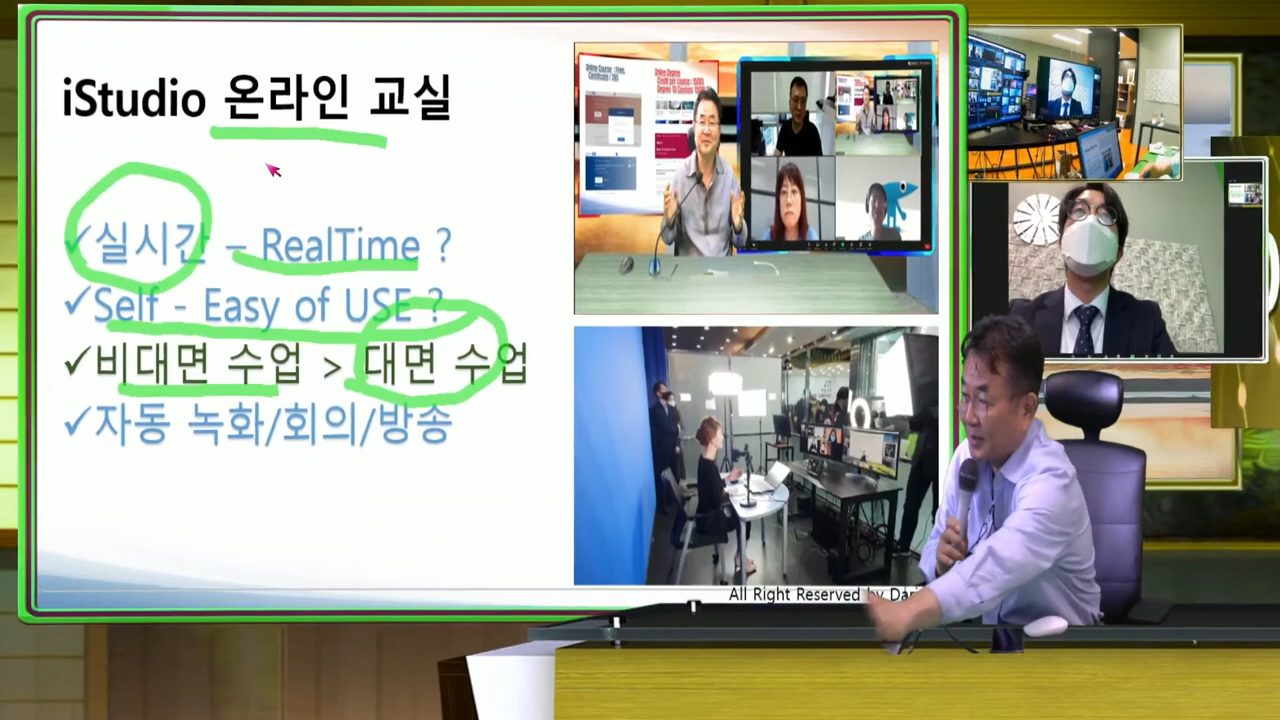 iStudio 온라인 교실
✓실시간 – RealTime ?
✓Self - Easy of USE ?
✓비대면 수업 > 대면 수업
✓자동 녹화/회의/방송
All Right Reserved by